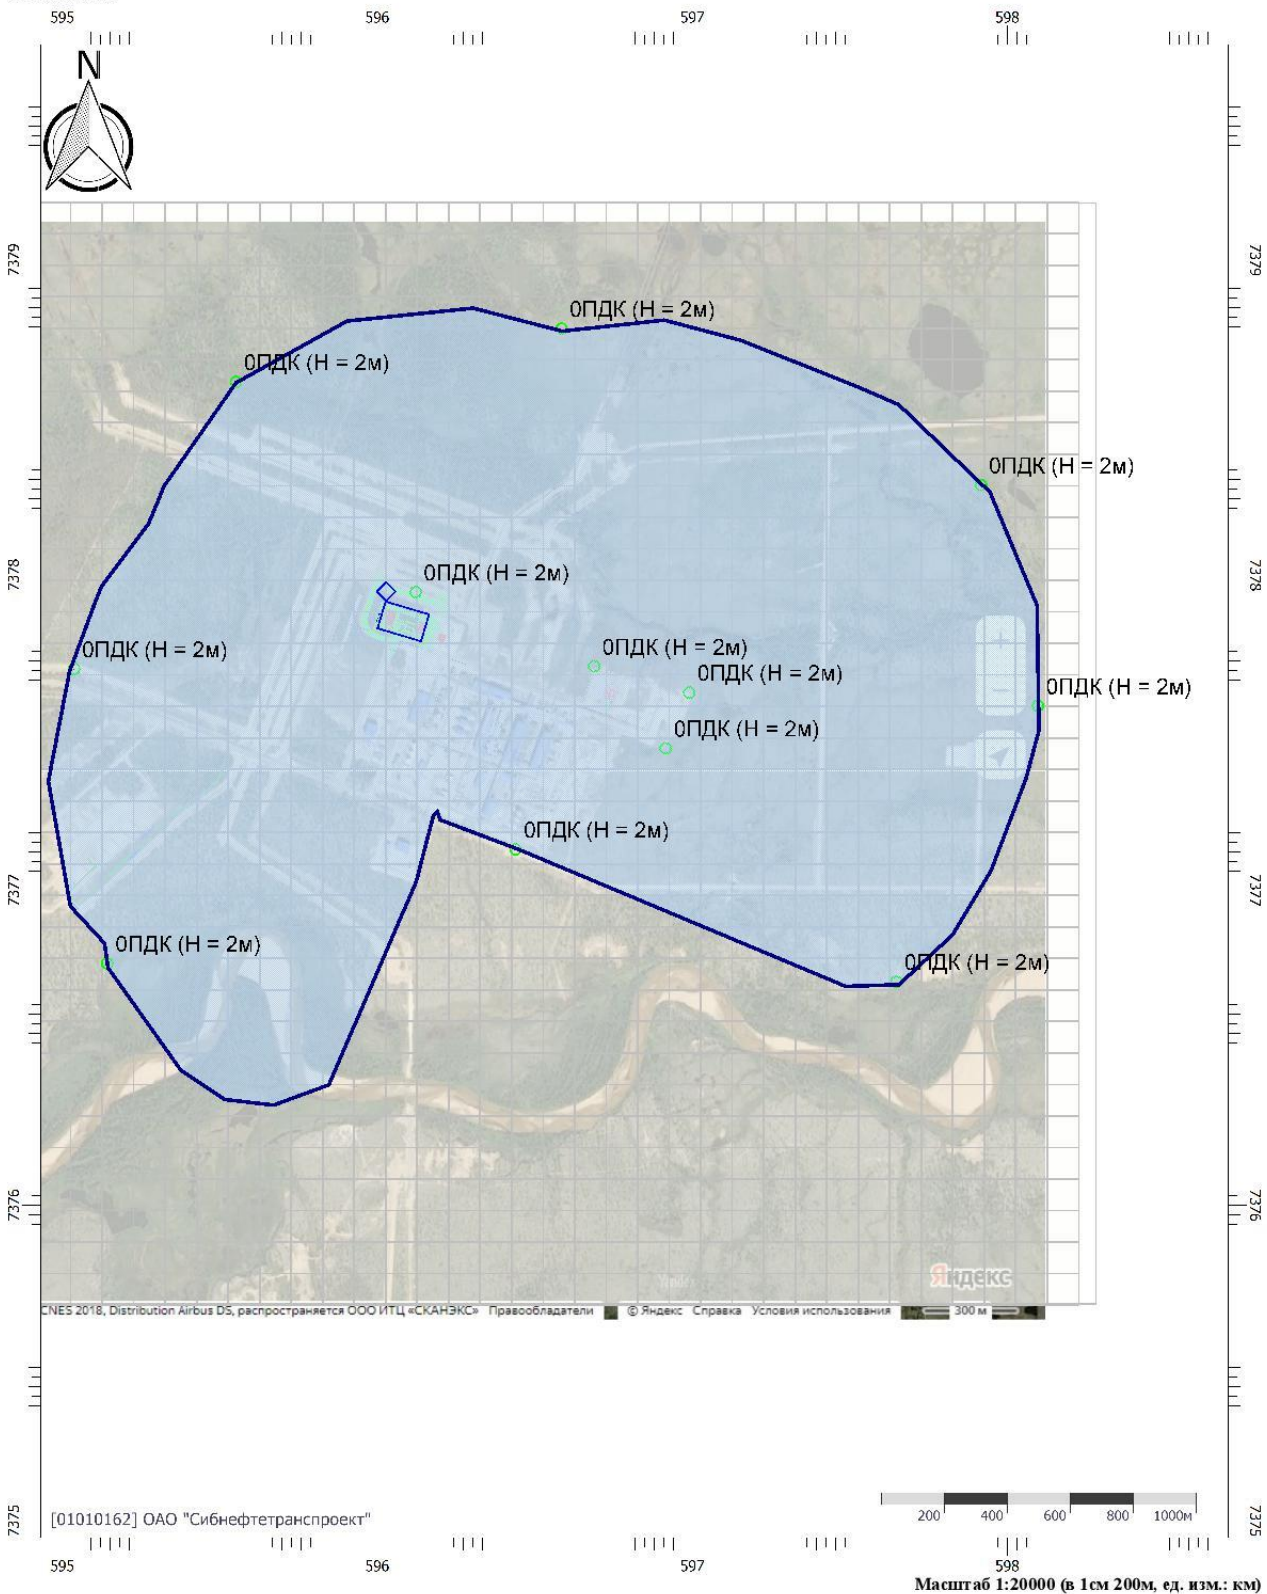 595 596 597 598
N
7379 7379
0ПДК (Н = 2м)
0ПДК (Н = 2м)
0ПДК (Н = 2м)
7378 7378
0ПДК (Н = 2м)
0ПДК (Н = 2м)
0ПДК (Н = 2м)
0ПДК (Н = 2м)
0ПДК (Н = 2м)
0ПДК (Н = 2м)
0ПДК (Н = 2м)
7377 7377
0ПДК (Н = 2м)
0ПДК (Н = 2м)
7376 7376
Яндекс
CNES 2018, Distribution Airbus DS, распространяется ООО ИТЦ «СКАНЭКС» Правообладатели © Яндекс Справка Условия использования 300 м
7375 7375
[01010162] ОАО "Сибнефтетранспроект"
200 400 600 800 1000м
595 596 597 598
Масштаб 1:20000 (в 1см 200м, ед. изм.: км)